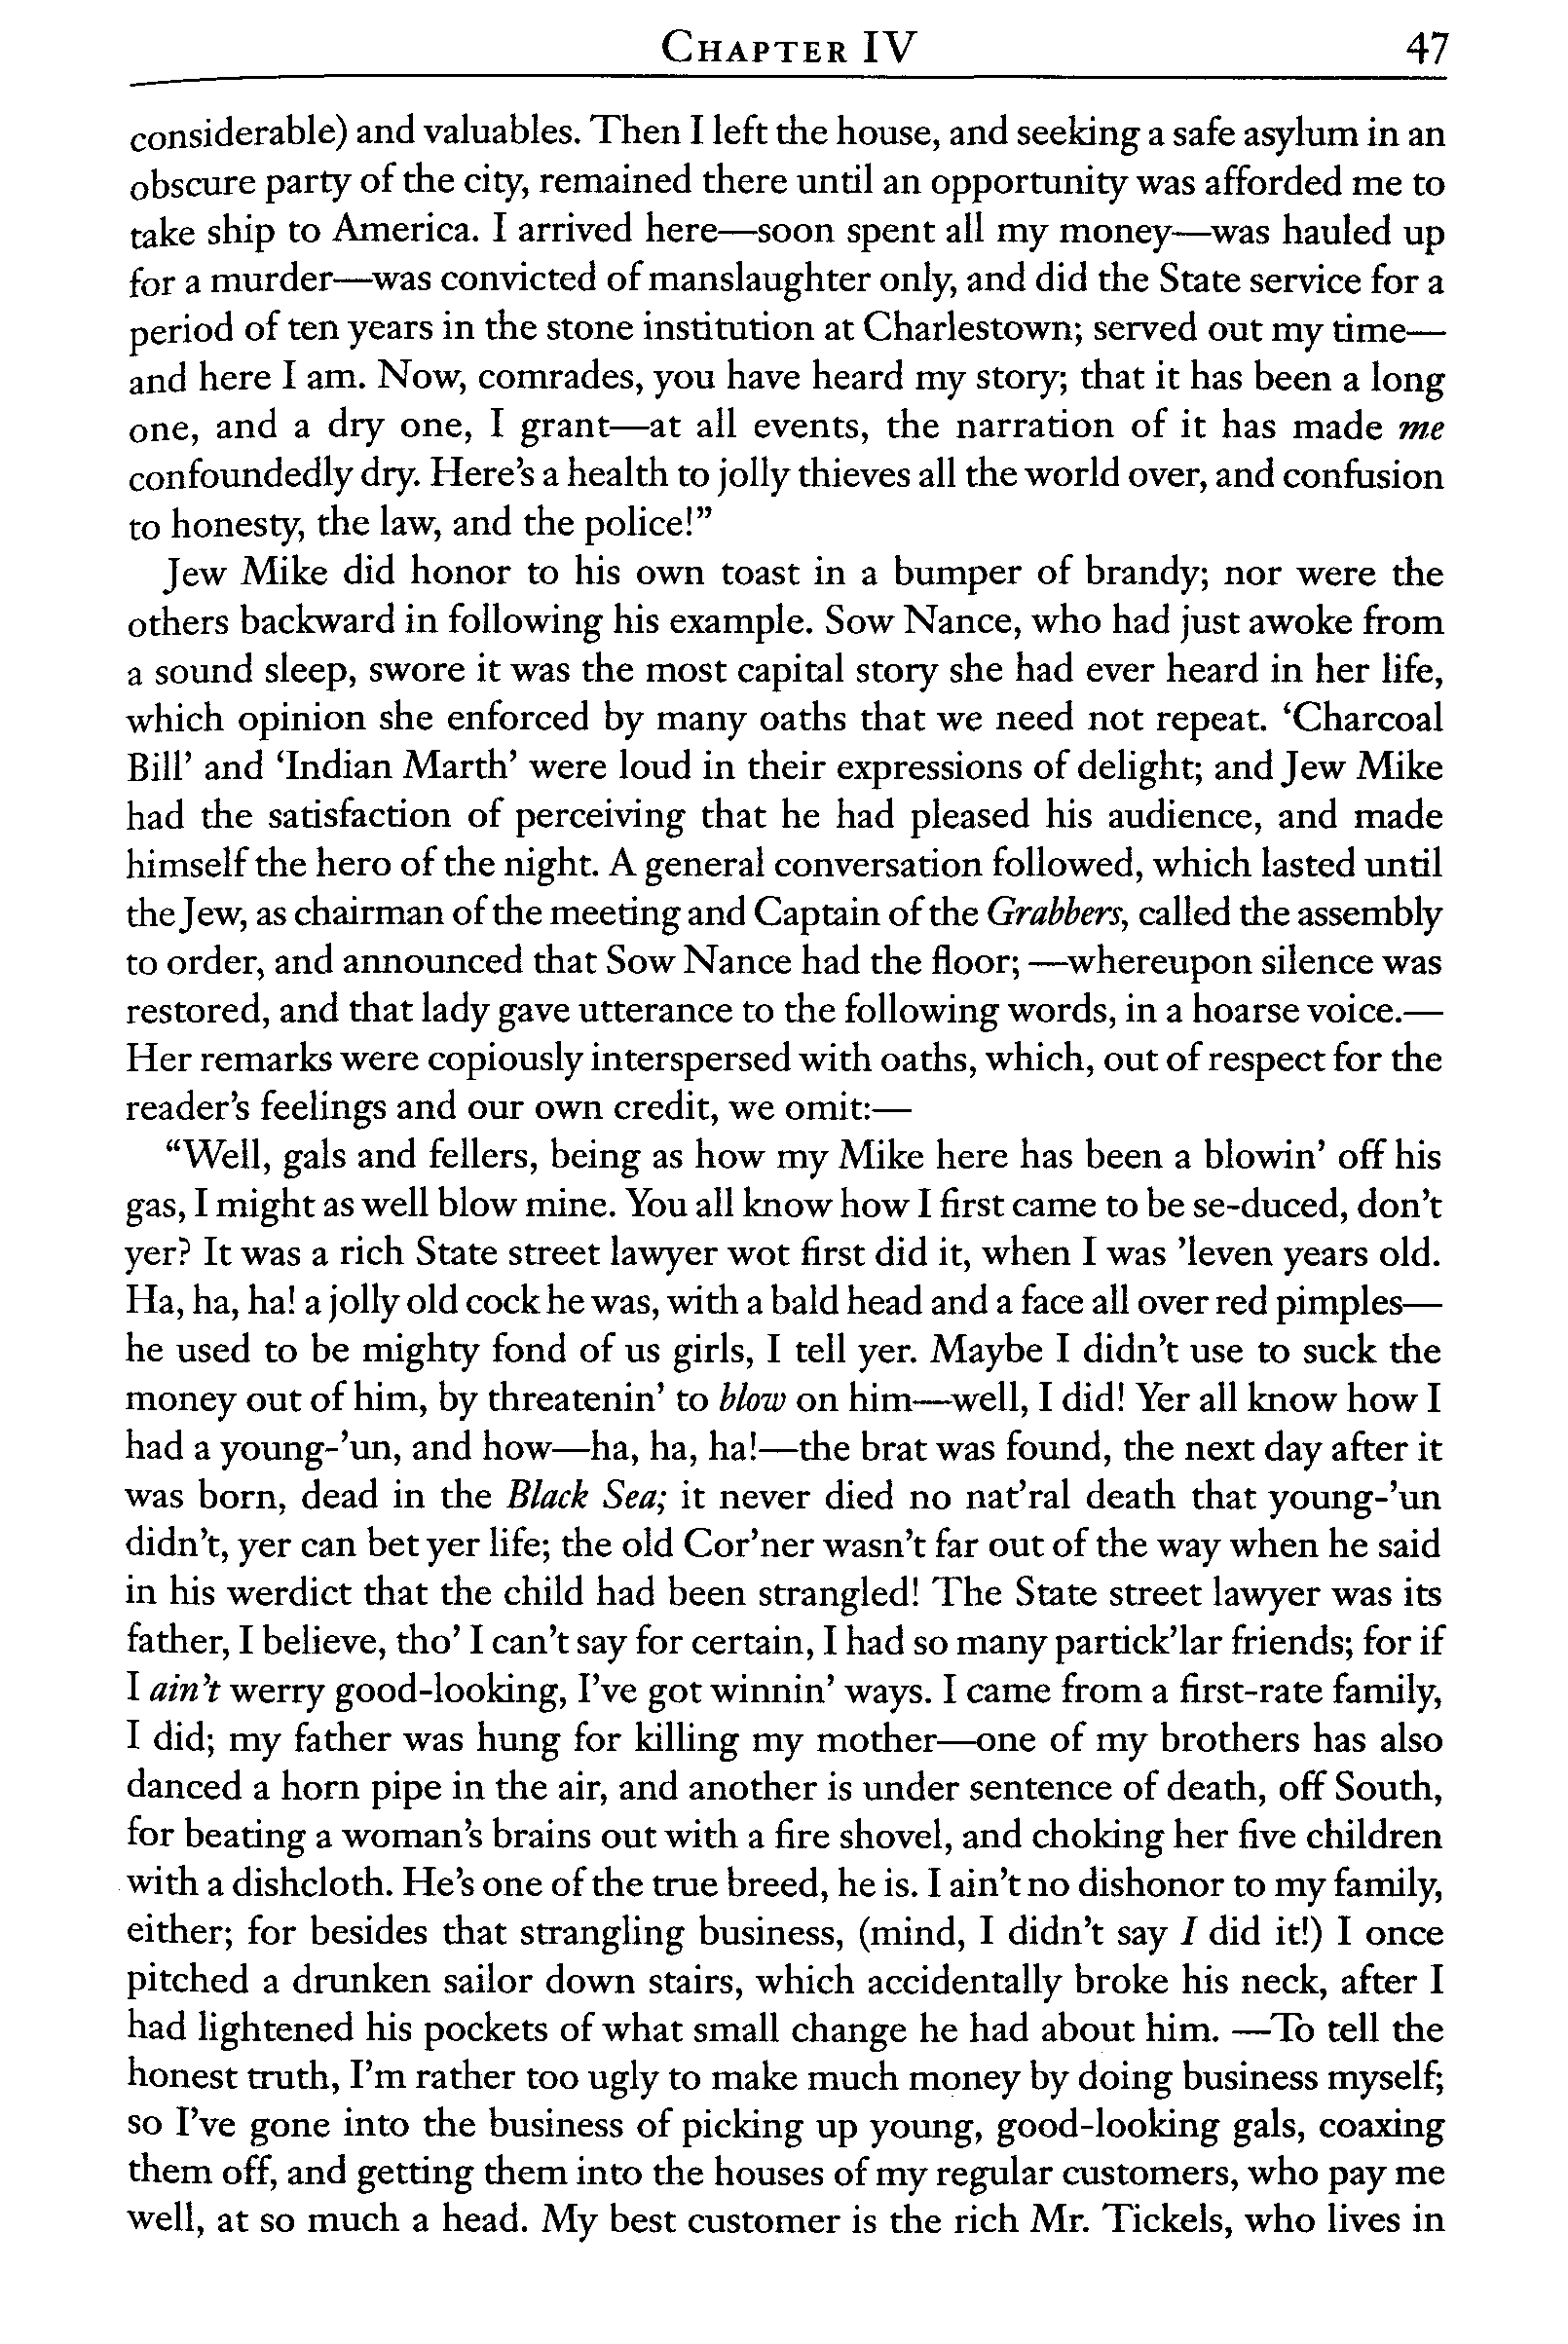 CHAPTER IV 47
considerable) and valuables. Then I left the house, and seeking a safe asylum in an
obscure party of the city, remained there until an opportunity was afforded me to
take ship to America. I arrived here—soon spent all my money—was hauled up
for a murder—was convicted of manslaughter only, and did the State service for a
period of ten years in the stone institution at Charlestown; served out my time—
and here I am. Now, comrades, you have heard my story; that it has been a long
one, and a dry one, I grant—at all events, the narration of it has made me
confoundedly dry. Here's a health to jolly thieves all the world over, and confusion
to honesty, the law, and the police!”
Jew Mike did honor to his own toast in a bumper of brandy; nor were the
others backward in following his example. Sow Nance, who had just awoke from
a sound sleep, swore it was the most capital story she had ever heard in her life,
which opinion she enforced by many oaths that we need not repeat. ‘Charcoal
Bill’ and ‘Indian Marth’ were loud in their expressions of delight; and Jew Mike
had the satisfaction of perceiving that he had pleased his audience, and made
himself the hero of the night. A general conversation followed, which lasted until
the Jew, as chairman of the meeting and Captain of the Grabbers, called the assembly
to order, and announced that Sow Nance had the floor; —whereupon silence was
restored, and that lady gave utterance to the following words, in a hoarse voice.—
Her remarks were copiously interspersed with oaths, which, out of respect for the
reader’s feelings and our own credit, we omit:—
“Well, gals and fellers, being as how my Mike here has been a blowin’ off his
gas, I might as well blow mine. You all know how I first came to be se-duced, don’t
yer? It was a rich State street lawyer wot first did it, when I was ’leven years old.
Ha, ha, ha! a jolly old cock he was, with a bald head and a face all over red pimples—
he used to be mighty fond of us girls, I tell yer. Maybe I didn’t use to suck the
money out of him, by threatenin’ to blow on him—well, I did! Yer all know how I
had a young-’un, and how—ha, ha, ha!—the brat was found, the next day after it
was born, dead in the Black Sea; it never died no nat’ral death that young-’un
didn’t, yer can bet yer life; the old Cor’ner wasn’t far out of the way when he said
in his werdict that the child had been strangled! The State street lawyer was its
father, I believe, tho’ I can’t say for certain, I had so many partick’lar friends; for if
I ain’t werry good-looking, I’ve got winnin’ ways. I came from a first-rate family,
I did; my father was hung for killing my mother—one of my brothers has also
danced a horn pipe in the air, and another is under sentence of death, off South,
for beating a woman’s brains out with a fire shovel, and choking her five children
with a dishcloth. He’s one of the true breed, he is. I ain’t no dishonor to my family,
either; for besides that strangling business, (mind, I didn’t say I did it!) I once
pitched a drunken sailor down stairs, which accidentally broke his neck, after I
had lightened his pockets of what small change he had about him. —To tell the
honest truth, I’m rather too ugly to make much money by doing business myself;
so I’ve gone into the business of picking up young, good-looking gals, coaxing
them off, and getting them into the houses of my regular customers, who pay me
well, at so much a head. My best customer is the rich Mr. Tickels, who lives in